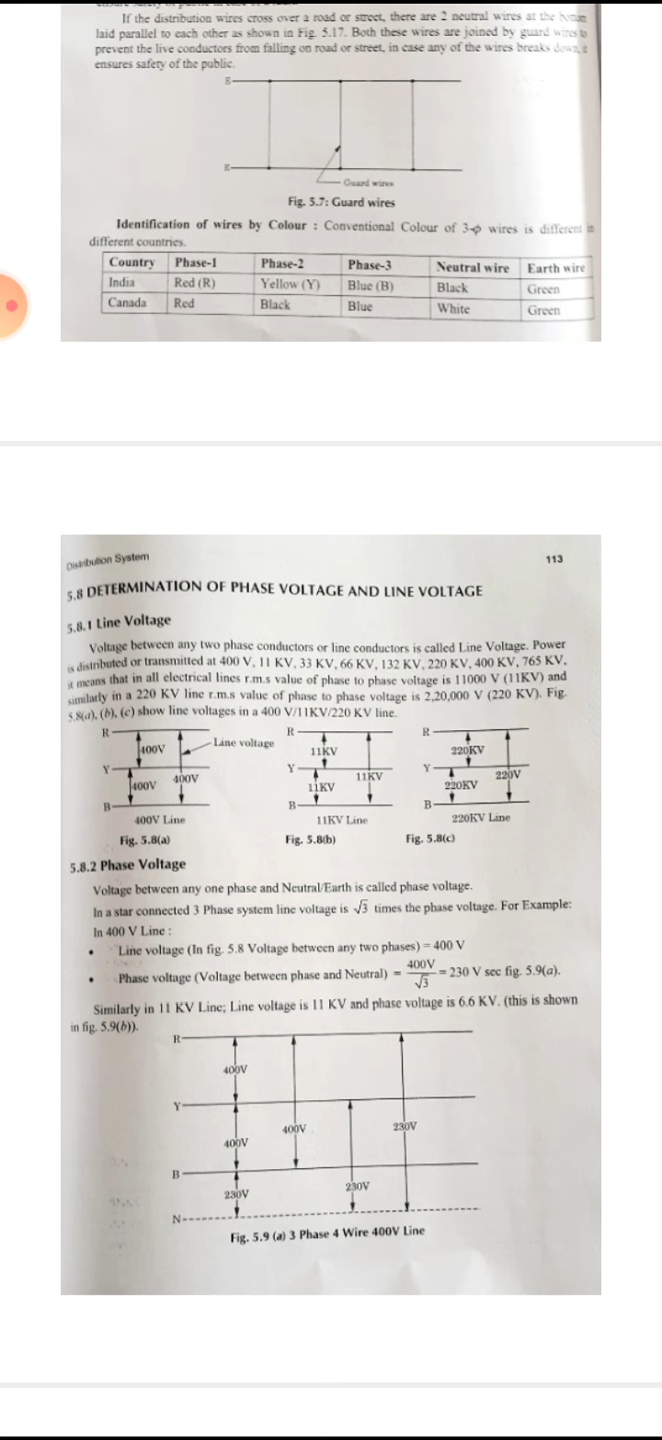 If the distribution wires cross over a road or street, there are 2 neutral wires at the bottom
laid parallel to each other as shown in Fig. 5.17. Both these wires are joined by guard wires to
prevent the live conductors from falling on road or street, in case any of the wires breaks down, it
ensures safety of the public.
E
E
Guard wires
Fig. 5.7: Guard wires
Identification of wires by Colour : Conventional Colour of 3-φ wires is different in
different countries.
Country Phase-1 Phase-2 Phase-3 Neutral wire Earth wire
India Red (R) Yellow (Y) Blue (B) Black Green
Canada Red Black Blue White Green
Distribution System 113
5.8 DETERMINATION OF PHASE VOLTAGE AND LINE VOLTAGE
5.8.1 Line Voltage
Voltage between any two phase conductors or line conductors is called Line Voltage. Power
is distributed or transmitted at 400 V, 11 KV, 33 KV, 66 KV, 132 KV, 220 KV, 400 KV, 765 KV,
it means that in all electrical lines r.m.s value of phase to phase voltage is 11000 V (11KV) and
similarly in a 220 KV line r.m.s value of phase to phase voltage is 2,20,000 V (220 KV). Fig.
5.8(a), (b), (c) show line voltages in a 400 V/11KV/220 KV line.
R R R
400V Line voltage 11KV 220KV
Y Y Y
400V 400V 11KV 11KV 220KV 220V
B B B
400V Line 11KV Line 220KV Line
Fig. 5.8(a) Fig. 5.8(b) Fig. 5.8(c)
5.8.2 Phase Voltage
Voltage between any one phase and Neutral/Earth is called phase voltage.
In a star connected 3 Phase system line voltage is √3 times the phase voltage. For Example:
In 400 V Line :
• Line voltage (In fig. 5.8 Voltage between any two phases) = 400 V
• Phase voltage (Voltage between phase and Neutral) = 400V/√3 = 230 V see fig. 5.9(a).
Similarly in 11 KV Line; Line voltage is 11 KV and phase voltage is 6.6 KV. (this is shown
in fig. 5.9(b)).
R
400V
Y
400V 400V 230V
B
230V 230V
N
Fig. 5.9 (a) 3 Phase 4 Wire 400V Line